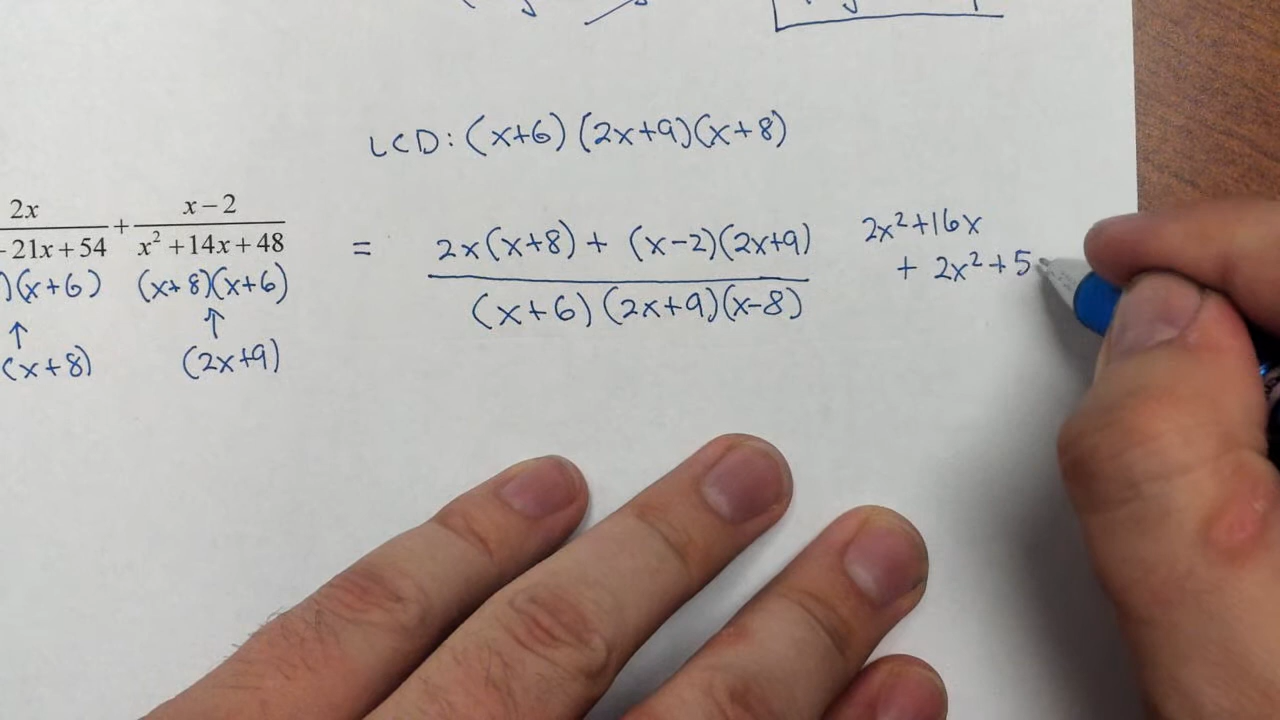 LCD: (x+6)(2x+9)(x+8)
2x / -21x+54 + x-2 / x²+14x+48 = 2x(x+8) + (x-2)(2x+9) / (x+6)(2x+9)(x-8)
2x²+16x
+ 2x²+5
)(x+6) (x+8)(x+6)
↑ ↑
(x+8) (2x+9)